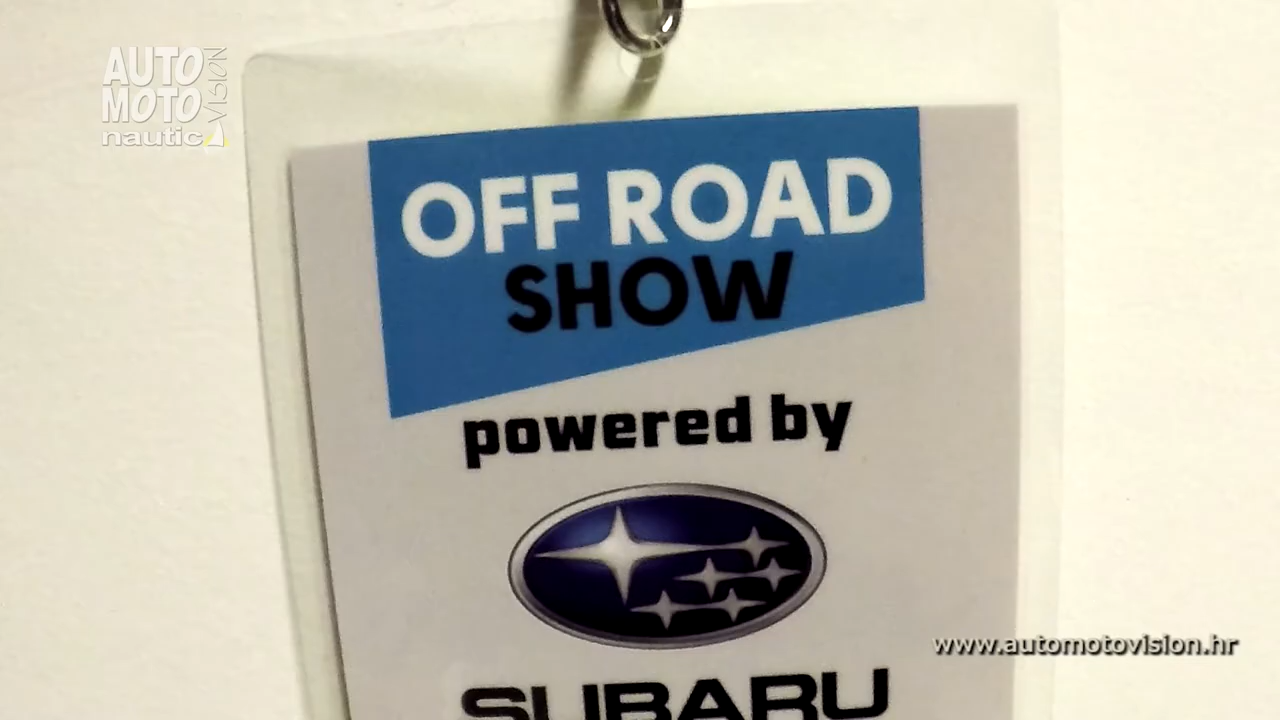 AUTO
MOTO
VISION
nautic
OFF ROAD
SHOW
powered by
SUBARU
www.automotovision.hr